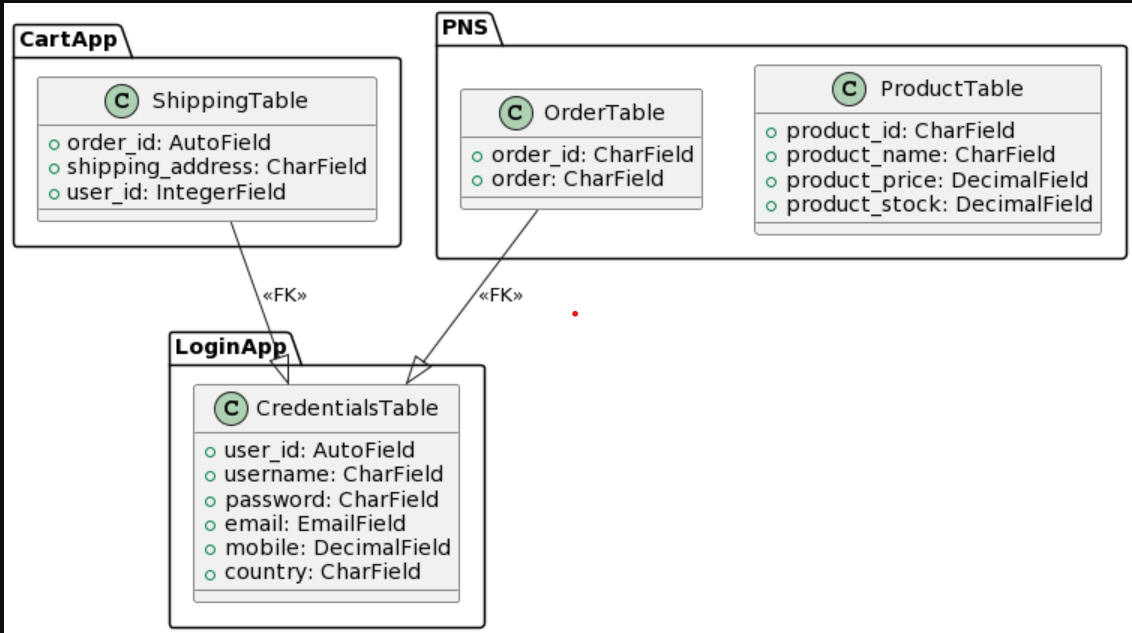 CartApp
C ShippingTable
order_id: AutoField
shipping_address: CharField
user_id: IntegerField
PNS
C OrderTable
order_id: CharField
order: CharField
C ProductTable
product_id: CharField
product_name: CharField
product_price: DecimalField
product_stock: DecimalField
«FK»
«FK»
LoginApp
C CredentialsTable
user_id: AutoField
username: CharField
password: CharField
email: EmailField
mobile: DecimalField
country: CharField